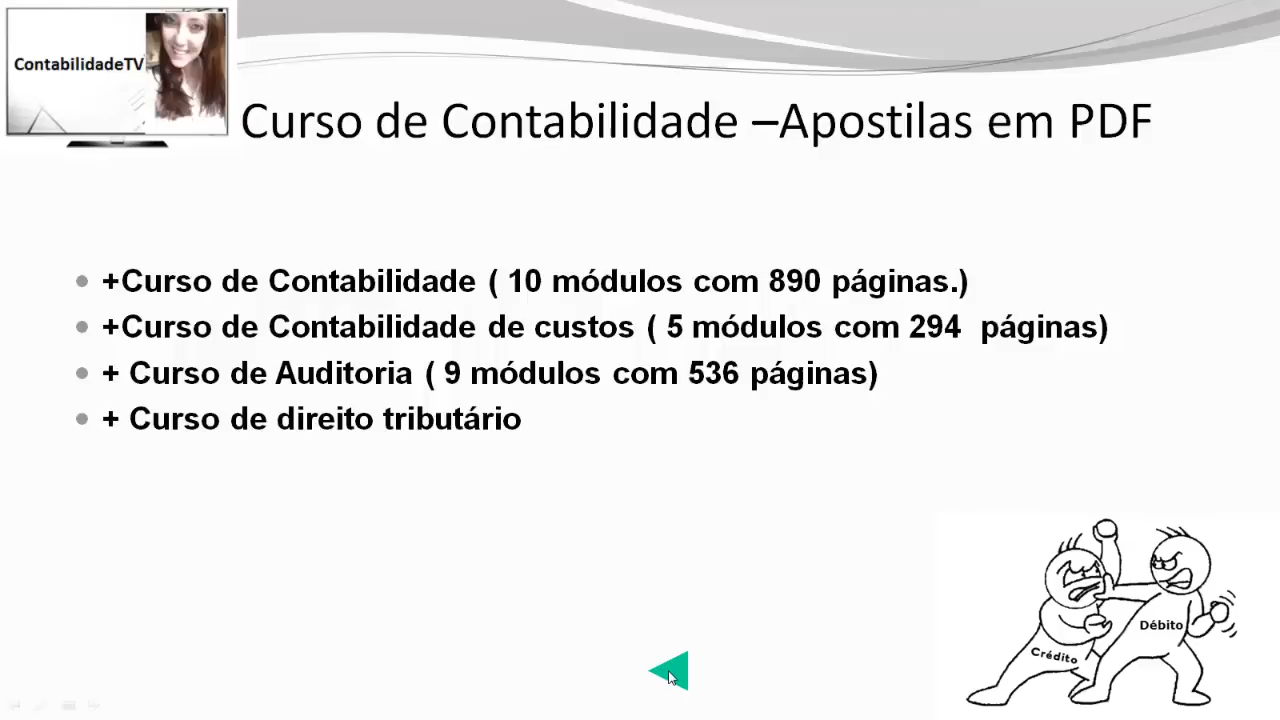 ContabilidadeTV
Curso de Contabilidade –Apostilas em PDF
+Curso de Contabilidade ( 10 módulos com 890 páginas.)
+Curso de Contabilidade de custos ( 5 módulos com 294 páginas)
+ Curso de Auditoria ( 9 módulos com 536 páginas)
+ Curso de direito tributário
Débito
Crédito